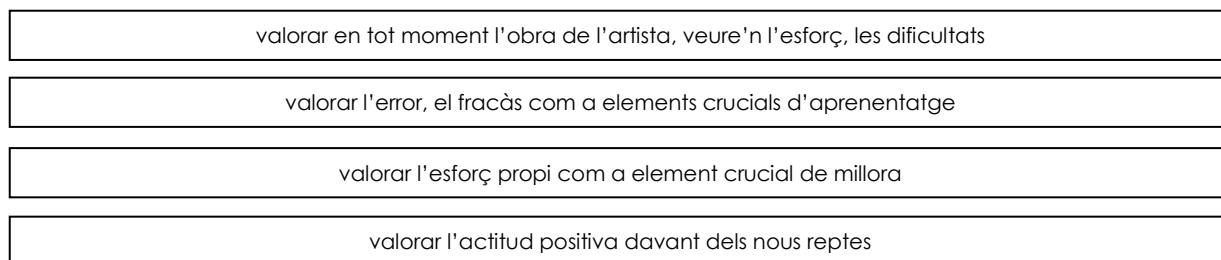 valorar en tot moment l’obra de l’artista, veure’n l’esforç, les dificultats
valorar l’error, el fracàs com a elements crucials d’aprenentatge
valorar l’esforç propi com a element crucial de millora
valorar l’actitud positiva davant dels nous reptes